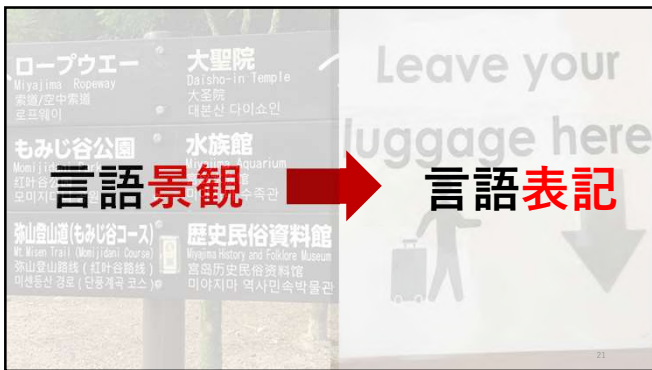 ロープウエー
Miyajima Ropeway
索道/空中索道
로프웨이
大聖院
Daisho-in Temple
大圣院
대본산 다이쇼인
もみじ谷公園
水族館
Miyajima Aquarium
弥山登山道(もみじ谷コース)
Mt. Misen Trail (Momijidani Course)
弥山登山路线(红叶谷路线)
미센등산 경로 (단풍계곡 코스)
歴史民俗資料館
Miyajima History and Folklore Museum
宫岛历史民俗资料馆
미야지마 역사민속박물관
Leave your
luggage here
言語景観
言語表記
21